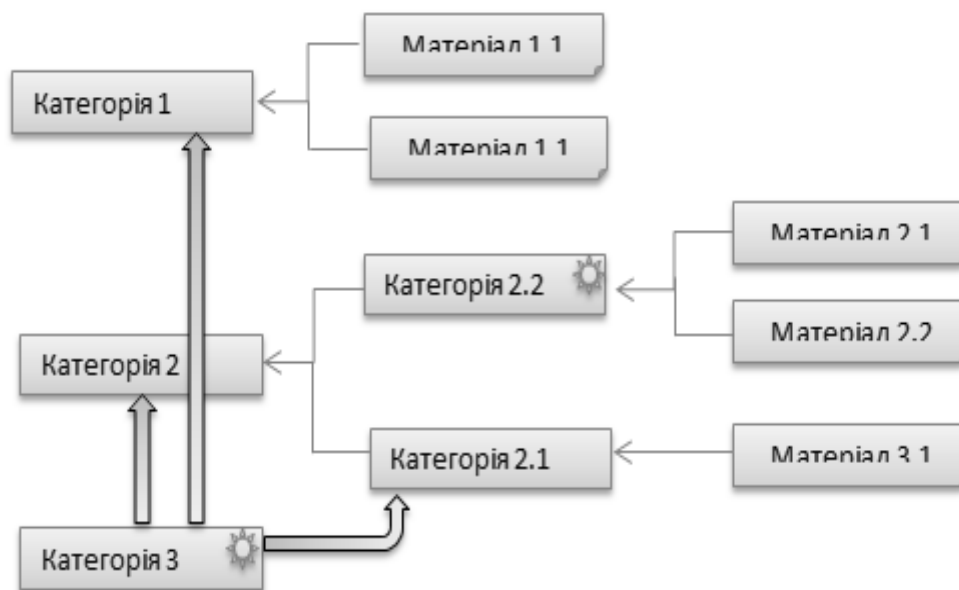 Матеріал 1.1
Категорія 1
Матеріал 1.1
Матеріал 2.1
Категорія 2.2
Матеріал 2.2
Категорія 2
Матеріал 3.1
Категорія 2.1
Категорія 3